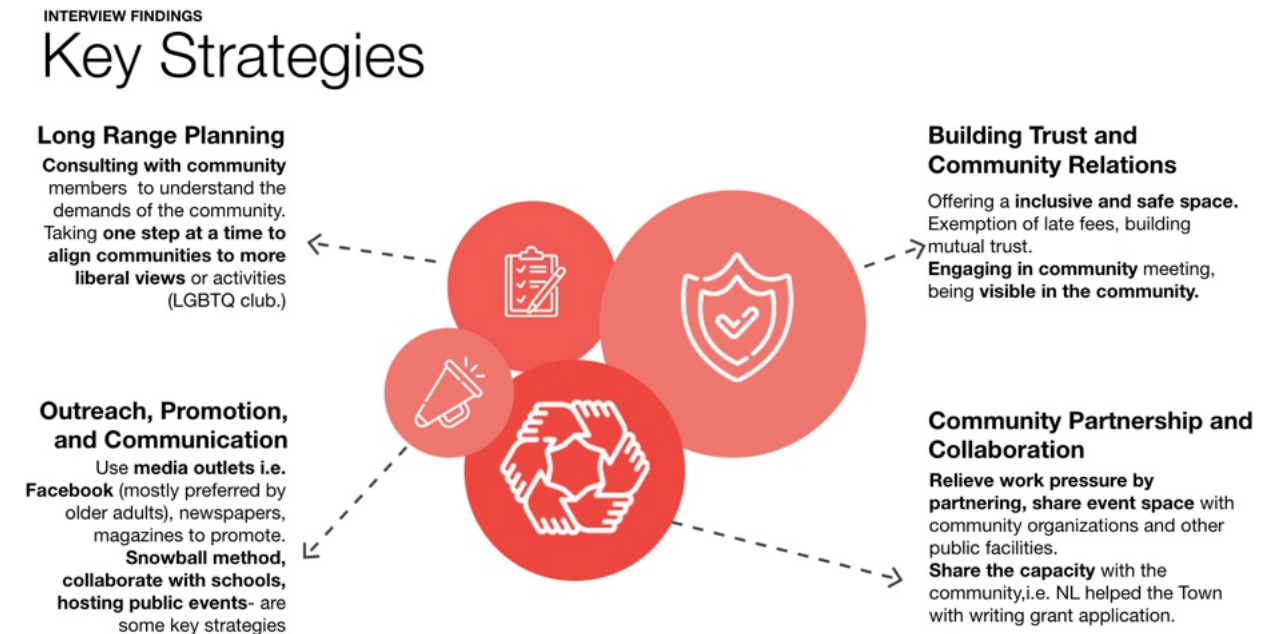 INTERVIEW FINDINGS
Key Strategies
Long Range Planning
Consulting with community
members to understand the
demands of the community.
Taking one step at a time to
align communities to more
liberal views or activities
(LGBTQ club.)
Outreach, Promotion,
and Communication
Use media outlets i.e.
Facebook (mostly preferred by
older adults), newspapers,
magazines to promote.
Snowball method,
collaborate with schools,
hosting public events- are
some key strategies
Building Trust and
Community Relations
Offering a inclusive and safe space.
Exemption of late fees, building
mutual trust.
Engaging in community meeting,
being visible in the community.
Community Partnership and
Collaboration
Relieve work pressure by
partnering, share event space with
community organizations and other
public facilities.
Share the capacity with the
community,i.e. NL helped the Town
with writing grant application.